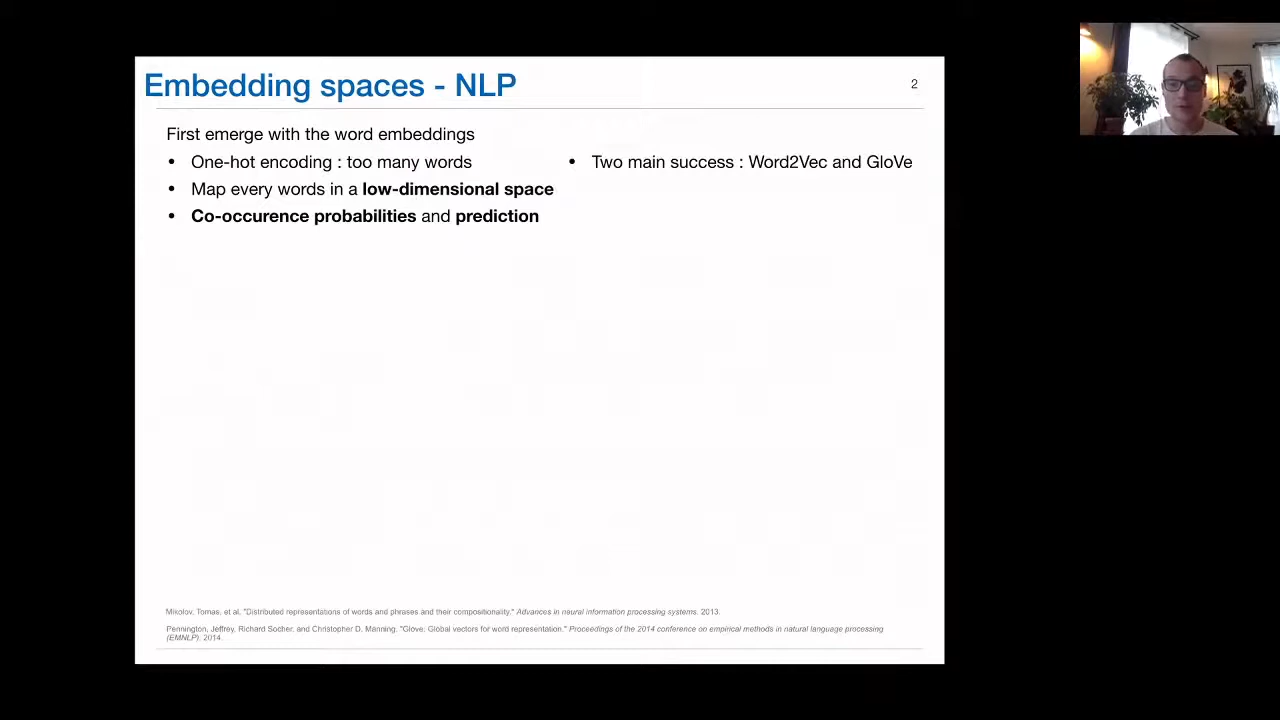 Embedding spaces - NLP
2
First emerge with the word embeddings
• One-hot encoding : too many words
• Map every words in a low-dimensional space
• Co-occurence probabilities and prediction
• Two main success : Word2Vec and GloVe
Mikolov, Tomas, et al. "Distributed representations of words and phrases and their compositionality." Advances in neural information processing systems. 2013.
Pennington, Jeffrey, Richard Socher, and Christopher D. Manning. "Glove: Global vectors for word representation." Proceedings of the 2014 conference on empirical methods in natural language processing
(EMNLP). 2014